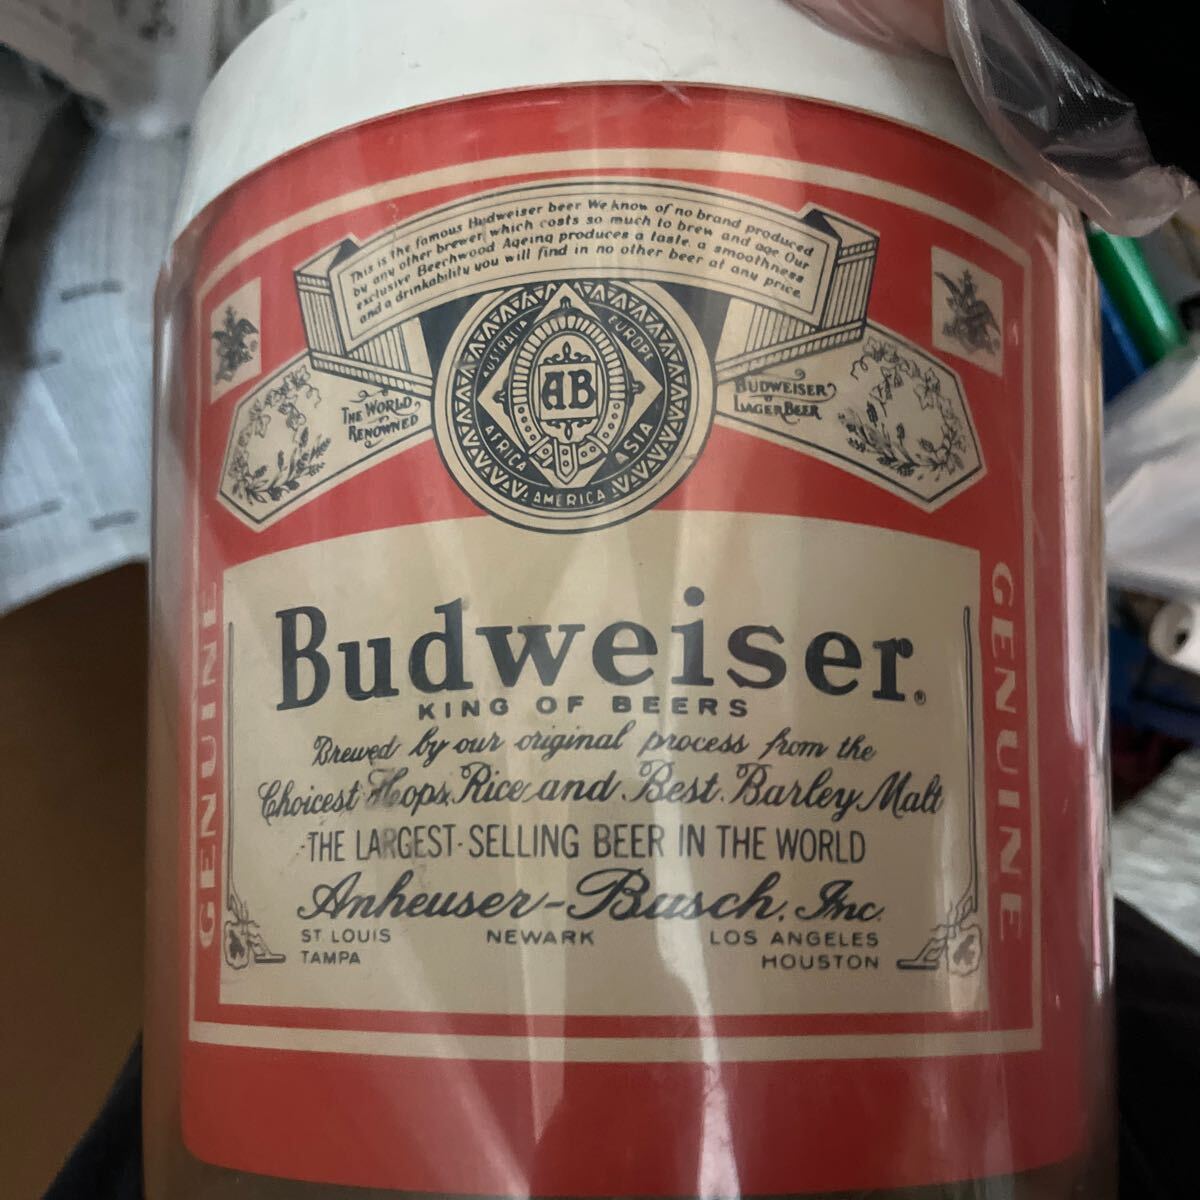 This is the famous Budweiser beer We know of no brand produced
by any other brewer which costs so much to brew and age Our
exclusive Beechwood Ageing produces a taste, a smoothness
and a drinkability you will find in no other beer at any price.
THE WORLD
RENOWNED
BUDWEISER
LAGER BEER
AUSTRALIA
EUROPE
AB
AFRICA
ASIA
AMERICA
GENUINE
GENUINE
Budweiser®
KING OF BEERS
Brewed by our original process from the
Choicest Hops, Rice and Best Barley Malt
THE LARGEST-SELLING BEER IN THE WORLD
Anheuser-Busch, Inc.
ST. LOUIS NEWARK LOS ANGELES
TAMPA HOUSTON